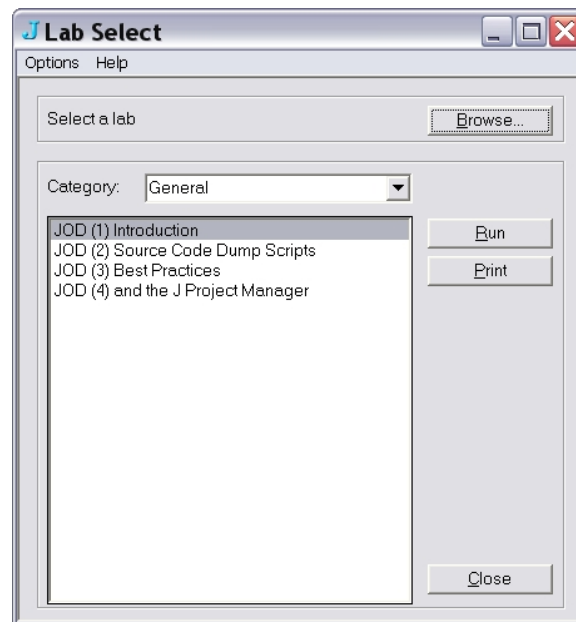 J Lab Select
Options Help
Select a lab
Browse...
Category: General
JOD (1) Introduction
JOD (2) Source Code Dump Scripts
JOD (3) Best Practices
JOD (4) and the J Project Manager
Run
Print
Close